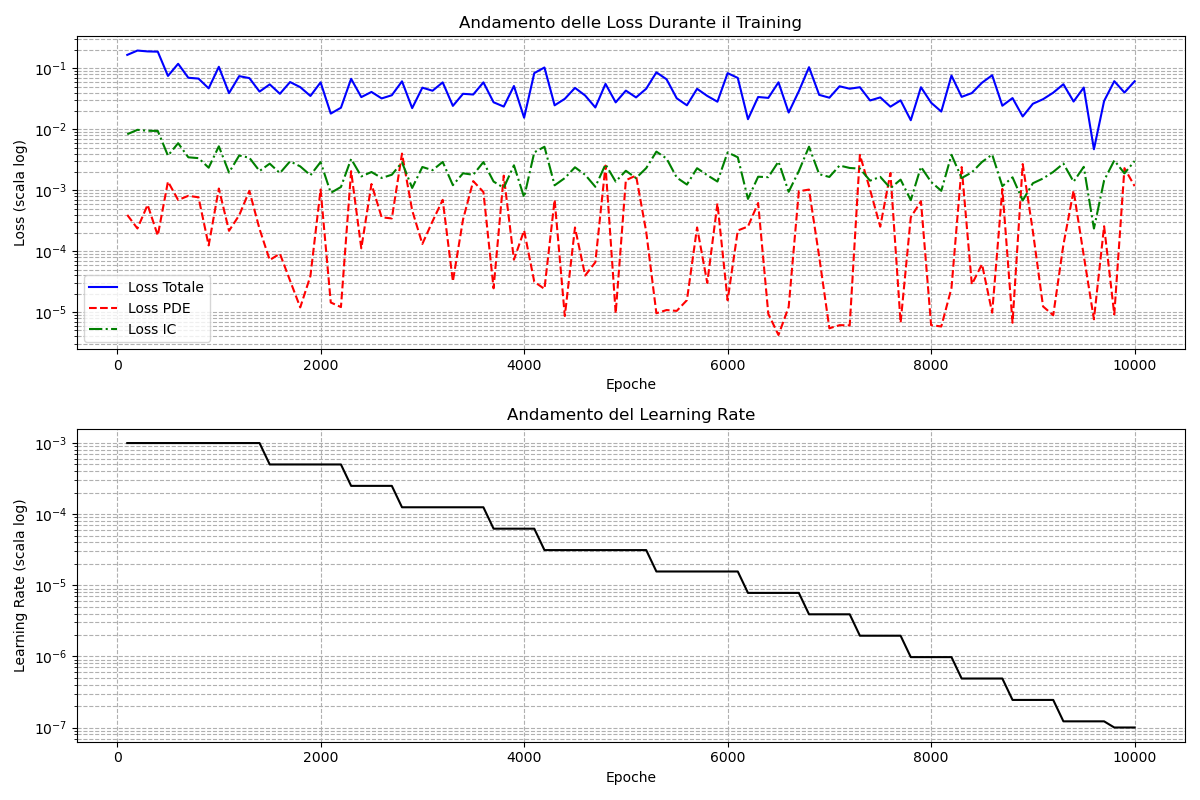 Andamento delle Loss Durante il Training
Loss (scala log)
10⁻¹
10⁻²
10⁻³
10⁻⁴
10⁻⁵
Loss Totale
Loss PDE
Loss IC
0 2000 4000 6000 8000 10000
Epoche
Andamento del Learning Rate
Learning Rate (scala log)
10⁻³
10⁻⁴
10⁻⁵
10⁻⁶
10⁻⁷
0 2000 4000 6000 8000 10000
Epoche